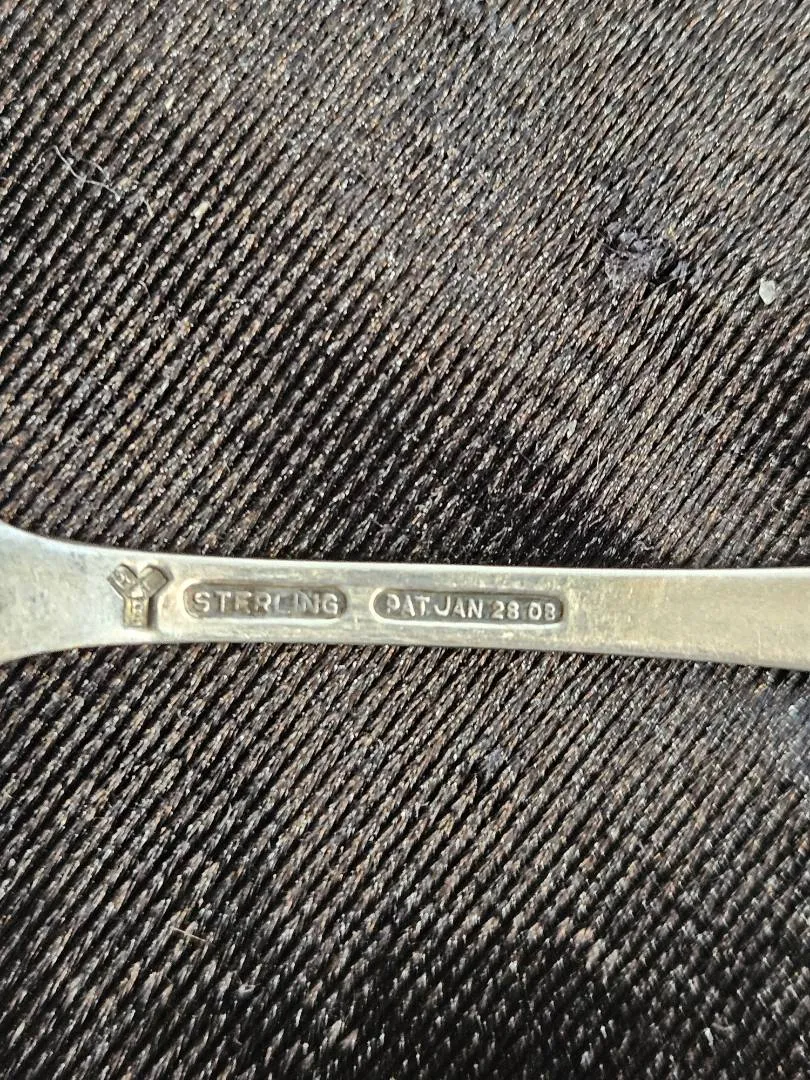 STERLING PAT. JAN. 28 08